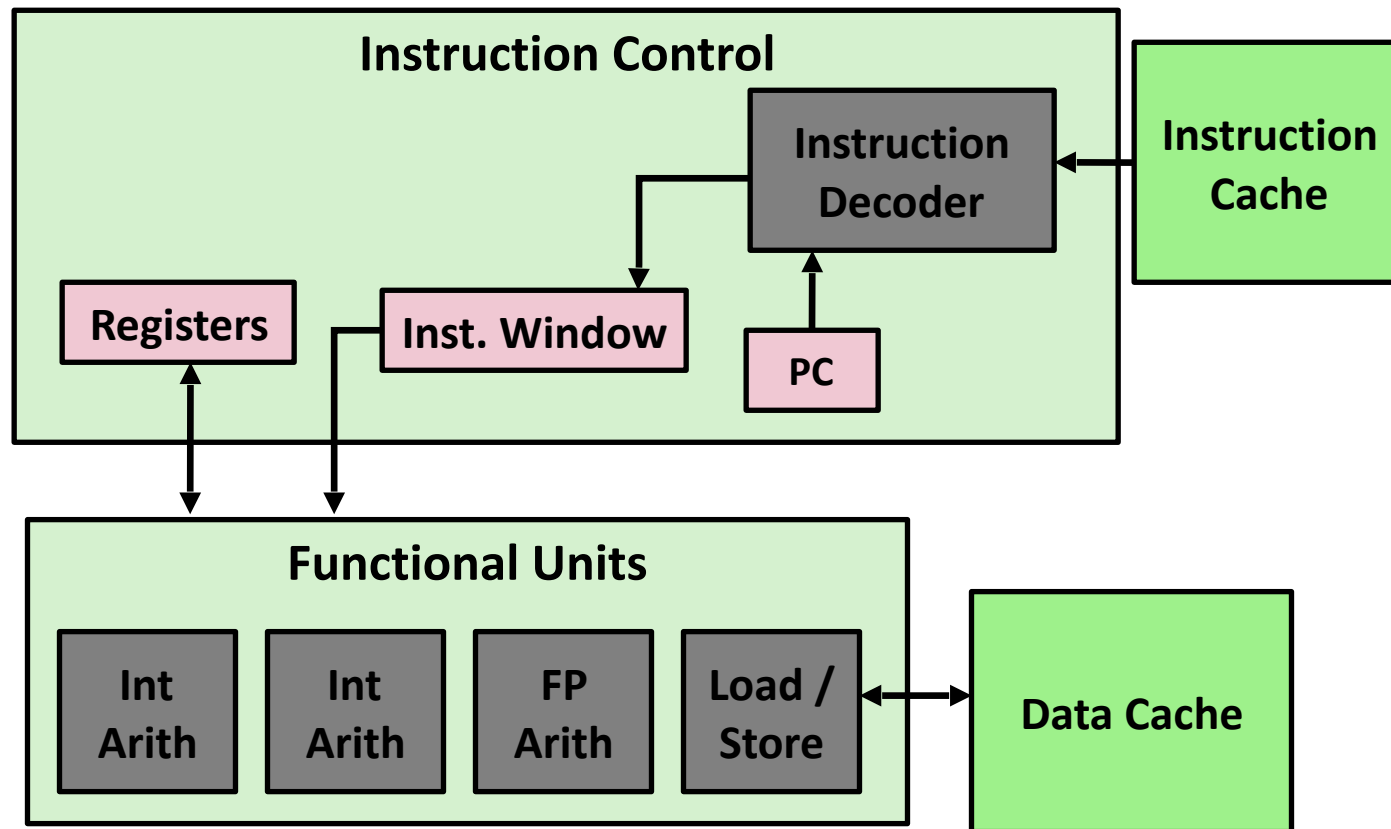 Instruction Control
Instruction
Decoder
Instruction
Cache
Registers
Inst. Window
PC
Functional Units
Int
Arith
Int
Arith
FP
Arith
Load /
Store
Data Cache